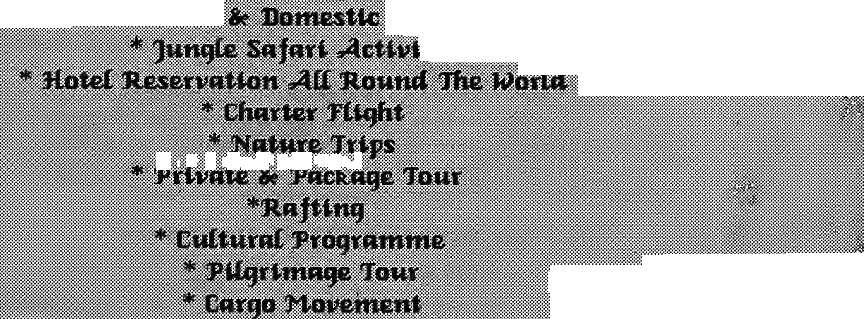 & Domestic
* Jungle Safari Activi
* Hotel Reservation All Round The World
* Charter Flight
* Nature Trips
* Private & Package Tour
*Rafting
* Cultural Programme
* Pilgrimage Tour
* Cargo Movement